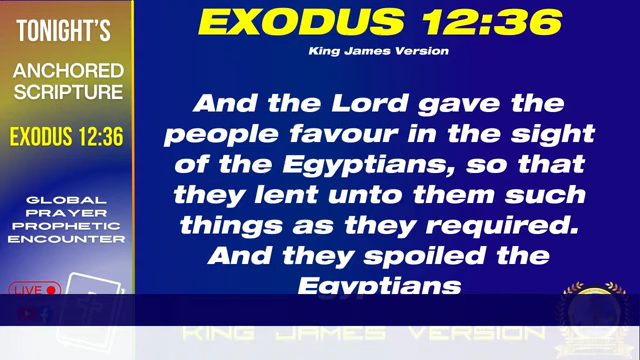 TONIGHT'S
ANCHORED
SCRIPTURE
EXODUS 12:36
GLOBAL
PRAYER
PROPHETIC
ENCOUNTER
LIVE
EXODUS 12:36
King James Version
And the Lord gave the
people favour in the sight
of the Egyptians, so that
they lent unto them such
things as they required.
And they spoiled the
Egyptians
KING JAMES VERSION